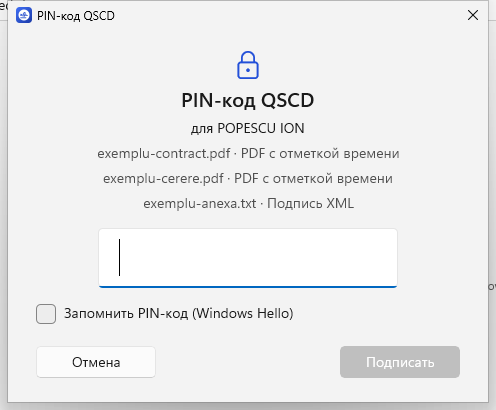 PIN-код QSCD
PIN-код QSCD
для POPESCU ION
exemplu-contract.pdf · PDF с отметкой времени
exemplu-cerere.pdf · PDF с отметкой времени
exemplu-anexa.txt · Подпись XML
Запомнить PIN-код (Windows Hello)
Отмена
Подписать